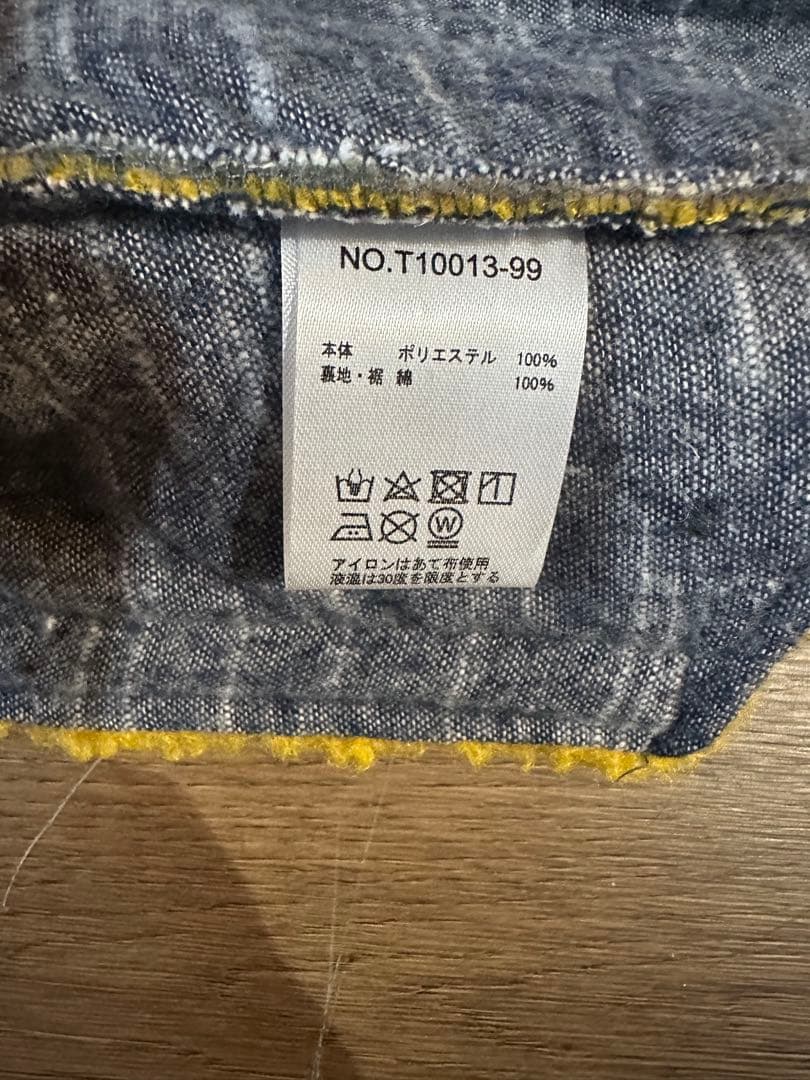 NO.T10013-99
本体 ポリエステル 100%
裏地・裾 綿 100%
W
アイロンはあて布使用
液温は30度を限度とする